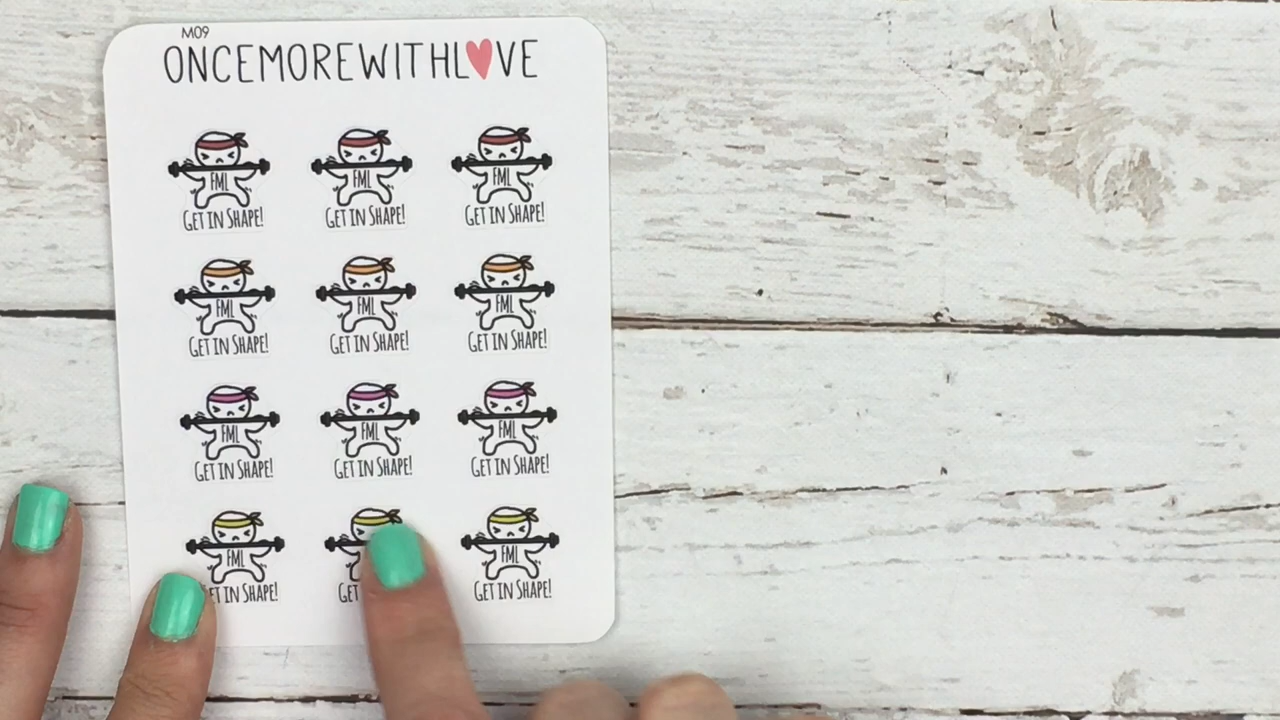 M09
ONCEMOREWITHL♥VE
FML FML FML
GET IN SHAPE! GET IN SHAPE! GET IN SHAPE!
FML FML FML
GET IN SHAPE! GET IN SHAPE! GET IN SHAPE!
FML FML FML
GET IN SHAPE! GET IN SHAPE! GET IN SHAPE!
FML FML
IN SHAPE! GET IN SHAPE!